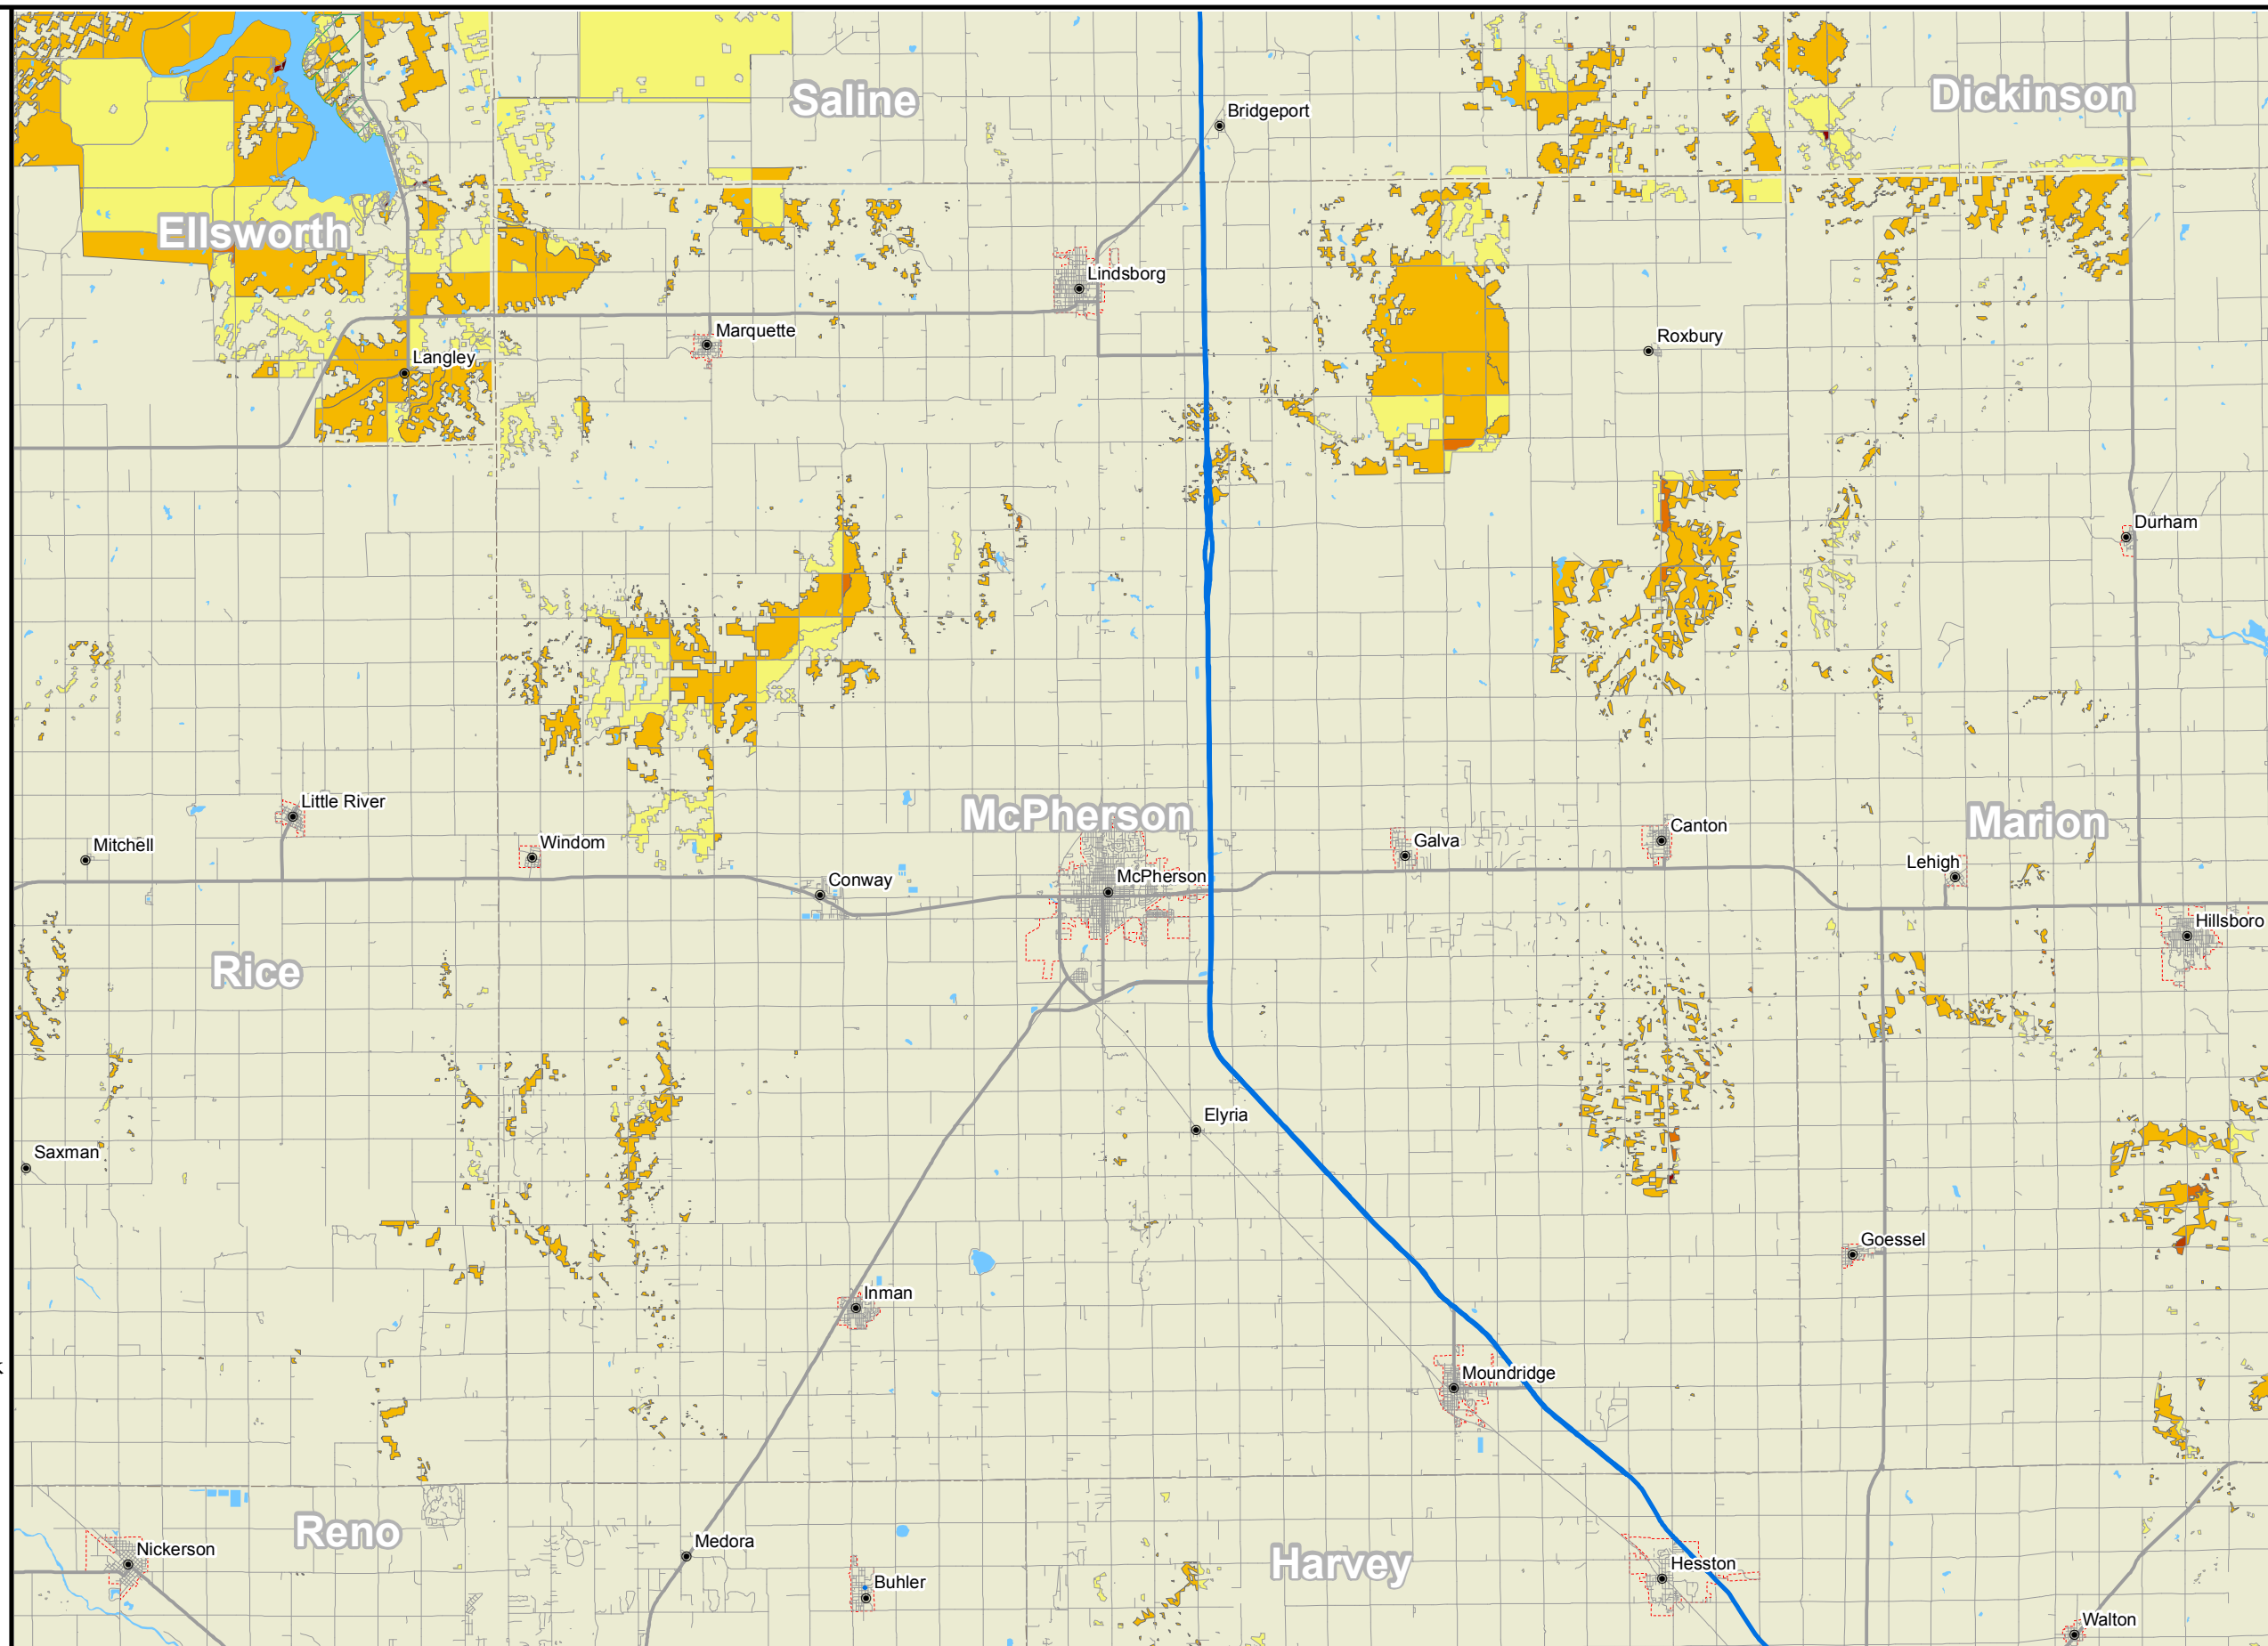 Saline
Dickinson
Bridgeport
Ellsworth
Lindsborg
Marquette
Roxbury
Langley
Durham
Little River
McPherson
Marion
Mitchell
Windom
Galva
Canton
Lehigh
Conway
McPherson
Hillsboro
Rice
Elyria
Saxman
Goessel
Inman
Moundridge
Reno
Nickerson
Medora
Harvey
Hesston
Buhler
Walton